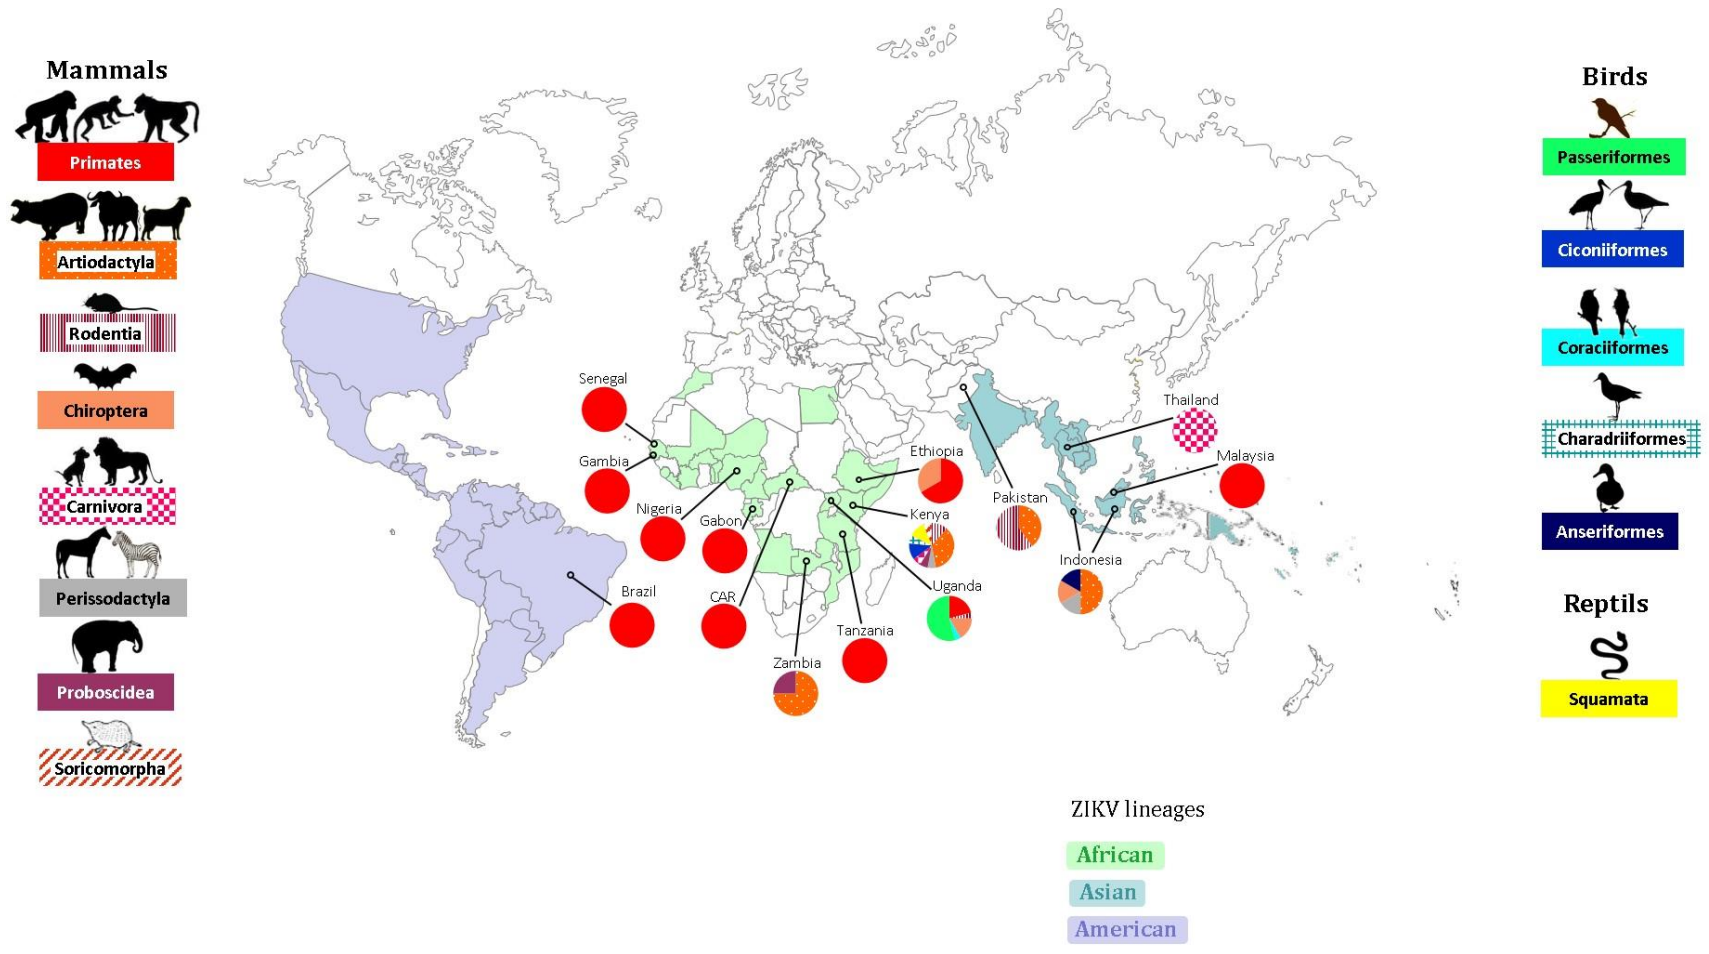 Mammals
Primates
Artiodactyla
Rodentia
Chiroptera
Carnivora
Perissodactyla
Proboscidea
Soricomorpha
Senegal
Gambia
Nigeria
Gabon
CAR
Brazil
Zambia
Tanzania
Uganda
Kenya
Ethiopia
Pakistan
Indonesia
Thailand
Malaysia
Birds
Passeriformes
Ciconiiformes
Coraciiformes
Charadriiformes
Anseriformes
Reptils
Squamata
ZIKV lineages
African
Asian
American